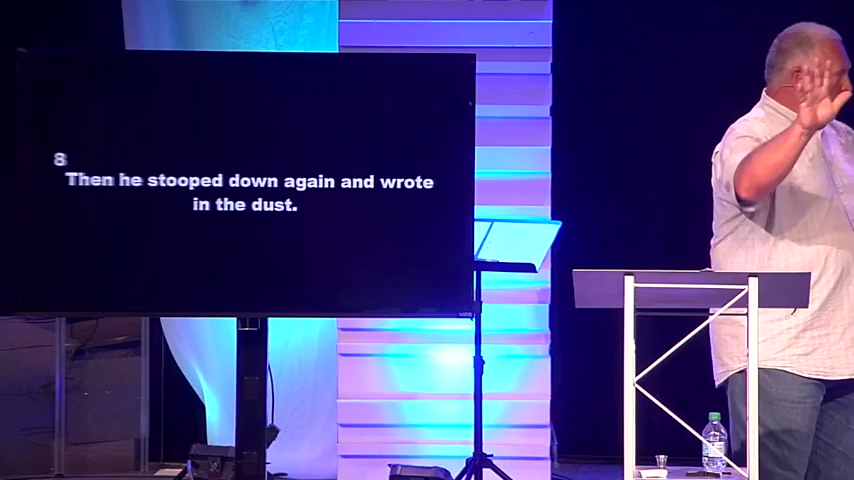 8
Then he stooped down again and wrote
in the dust.